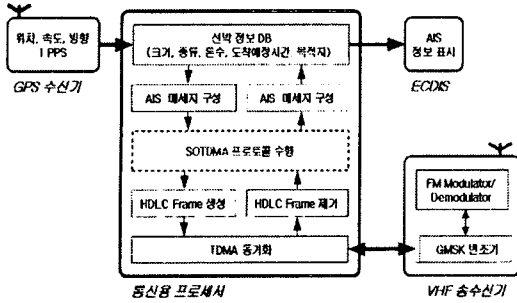 위치, 속도, 방향
1 PPS
GPS 수신기
선박 정보 DB
(크기, 종류, 톤수, 도착예정시간, 목적지)
AIS 메세지 구성
AIS 메세지 구성
SOTDMA 프로토콜 수행
HDLC Frame 생성
HDLC Frame 제거
TDMA 동기화
통신용 프로세서
AIS
정보 표시
ECDIS
FM Modulator/
Demodulator
GMSK 변조기
VHF 송수신기